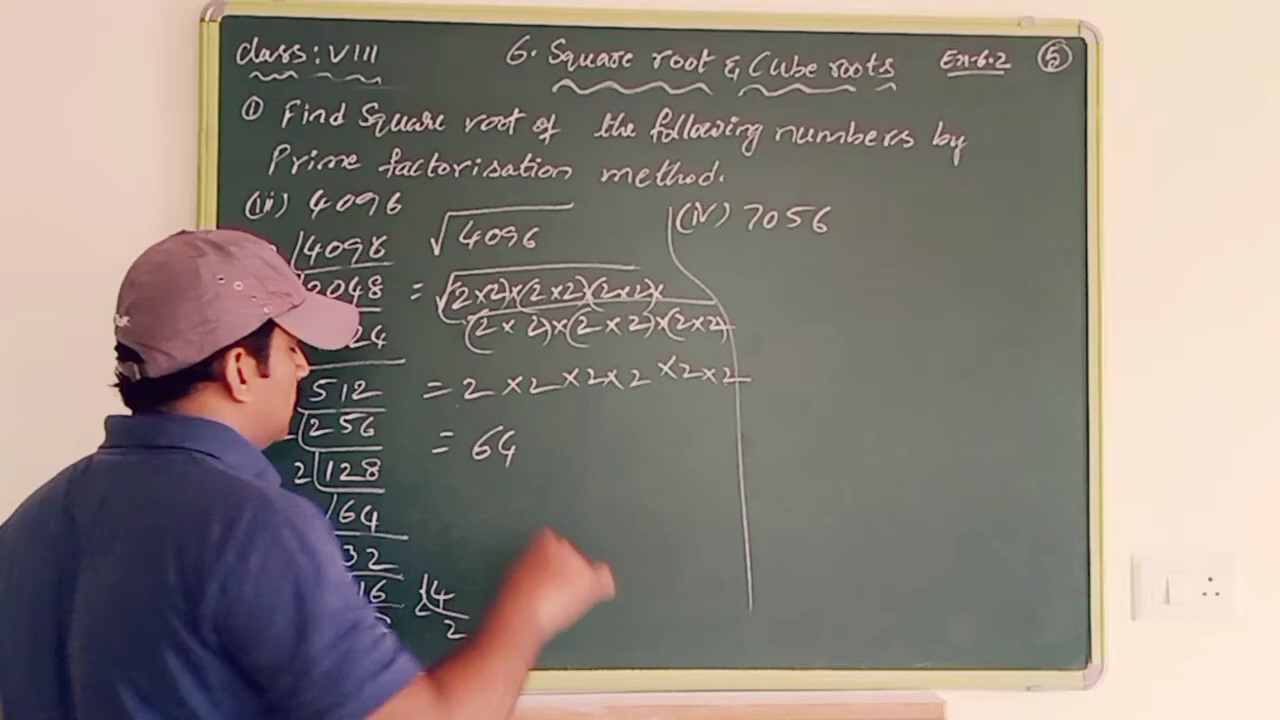 class: VIII
6. Square root & Cube roots
Ex-6.2
5
① Find Square root of the following numbers by
Prime factorisation method.
(iii) 4096
4096
2048
24
512
256
2 128
64
32
16
2 4
2
√4096
= √(2×2)×(2×2)(2×2)×
(2×2)×(2×2)×(2×2)
= 2×2×2×2×2×2
= 64
(iv) 7056